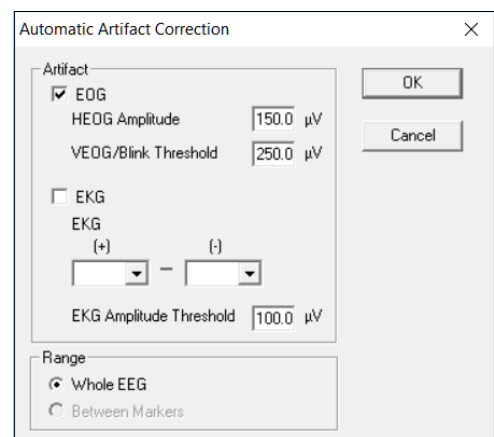 Automatic Artifact Correction
Artifact
EOG
HEOG Amplitude 150.0 μV
VEOG/Blink Threshold 250.0 μV
EKG
EKG
(+) (-)
–
EKG Amplitude Threshold 100.0 μV
Range
Whole EEG
Between Markers
OK
Cancel